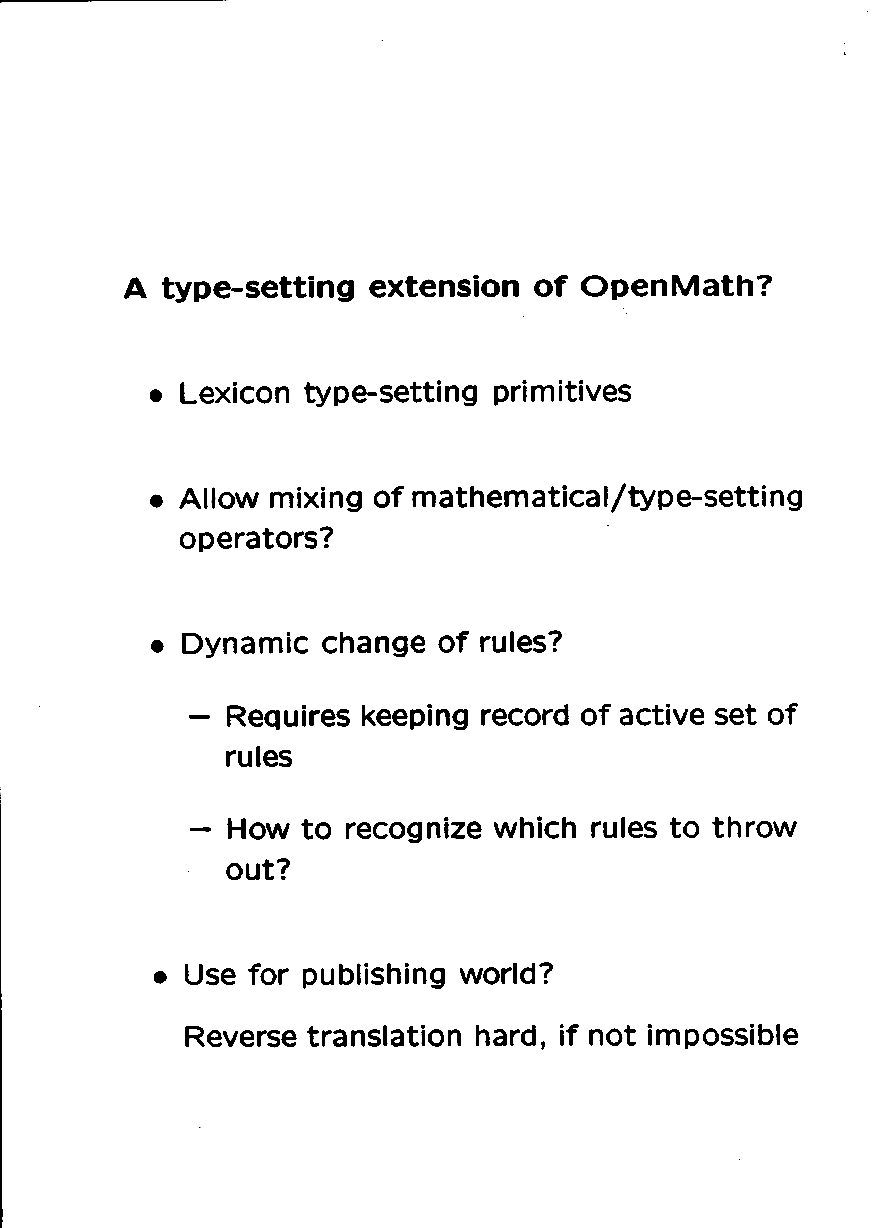 A type-setting extension of OpenMath?
• Lexicon type-setting primitives
• Allow mixing of mathematical/type-setting
operators?
• Dynamic change of rules?
– Requires keeping record of active set of
rules
– How to recognize which rules to throw
out?
• Use for publishing world?
Reverse translation hard, if not impossible